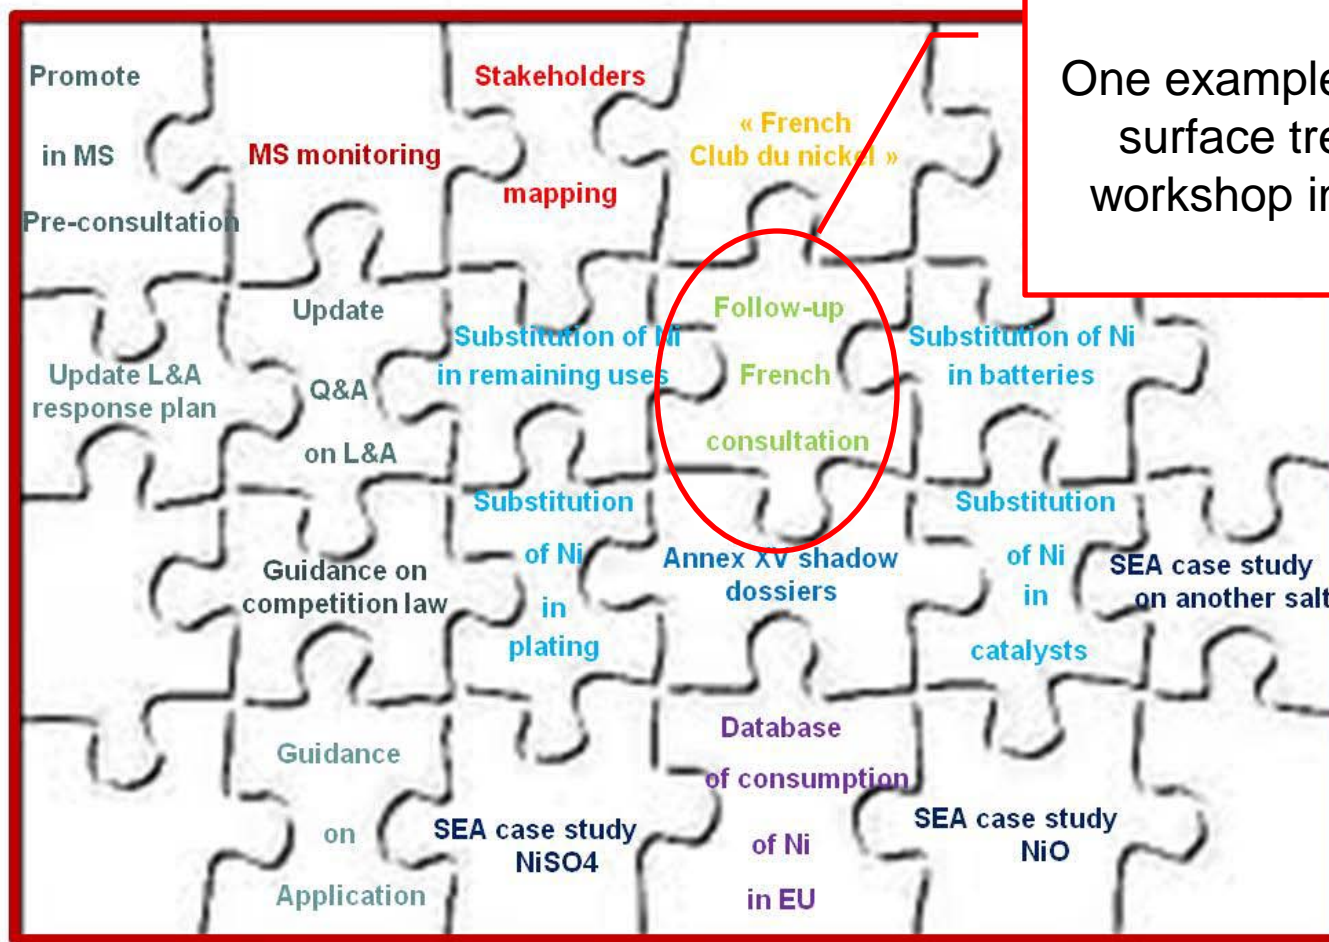 Promote
in MS
Pre-consultation
MS monitoring
Stakeholders
mapping
« French
Club du nickel »
One example
surface tre
workshop in
Update L&A
response plan
Update
Q&A
on L&A
Substitution of Ni
in remaining uses
Follow-up
French
consultation
Substitution of Ni
in batteries
Guidance on
competition law
Substitution
of Ni
in
plating
Annex XV shadow
dossiers
Substitution
of Ni
in
catalysts
SEA case study
on another salt
Guidance
on
Application
SEA case study
NiSO4
Database
of consumption
of Ni
in EU
SEA case study
NiO